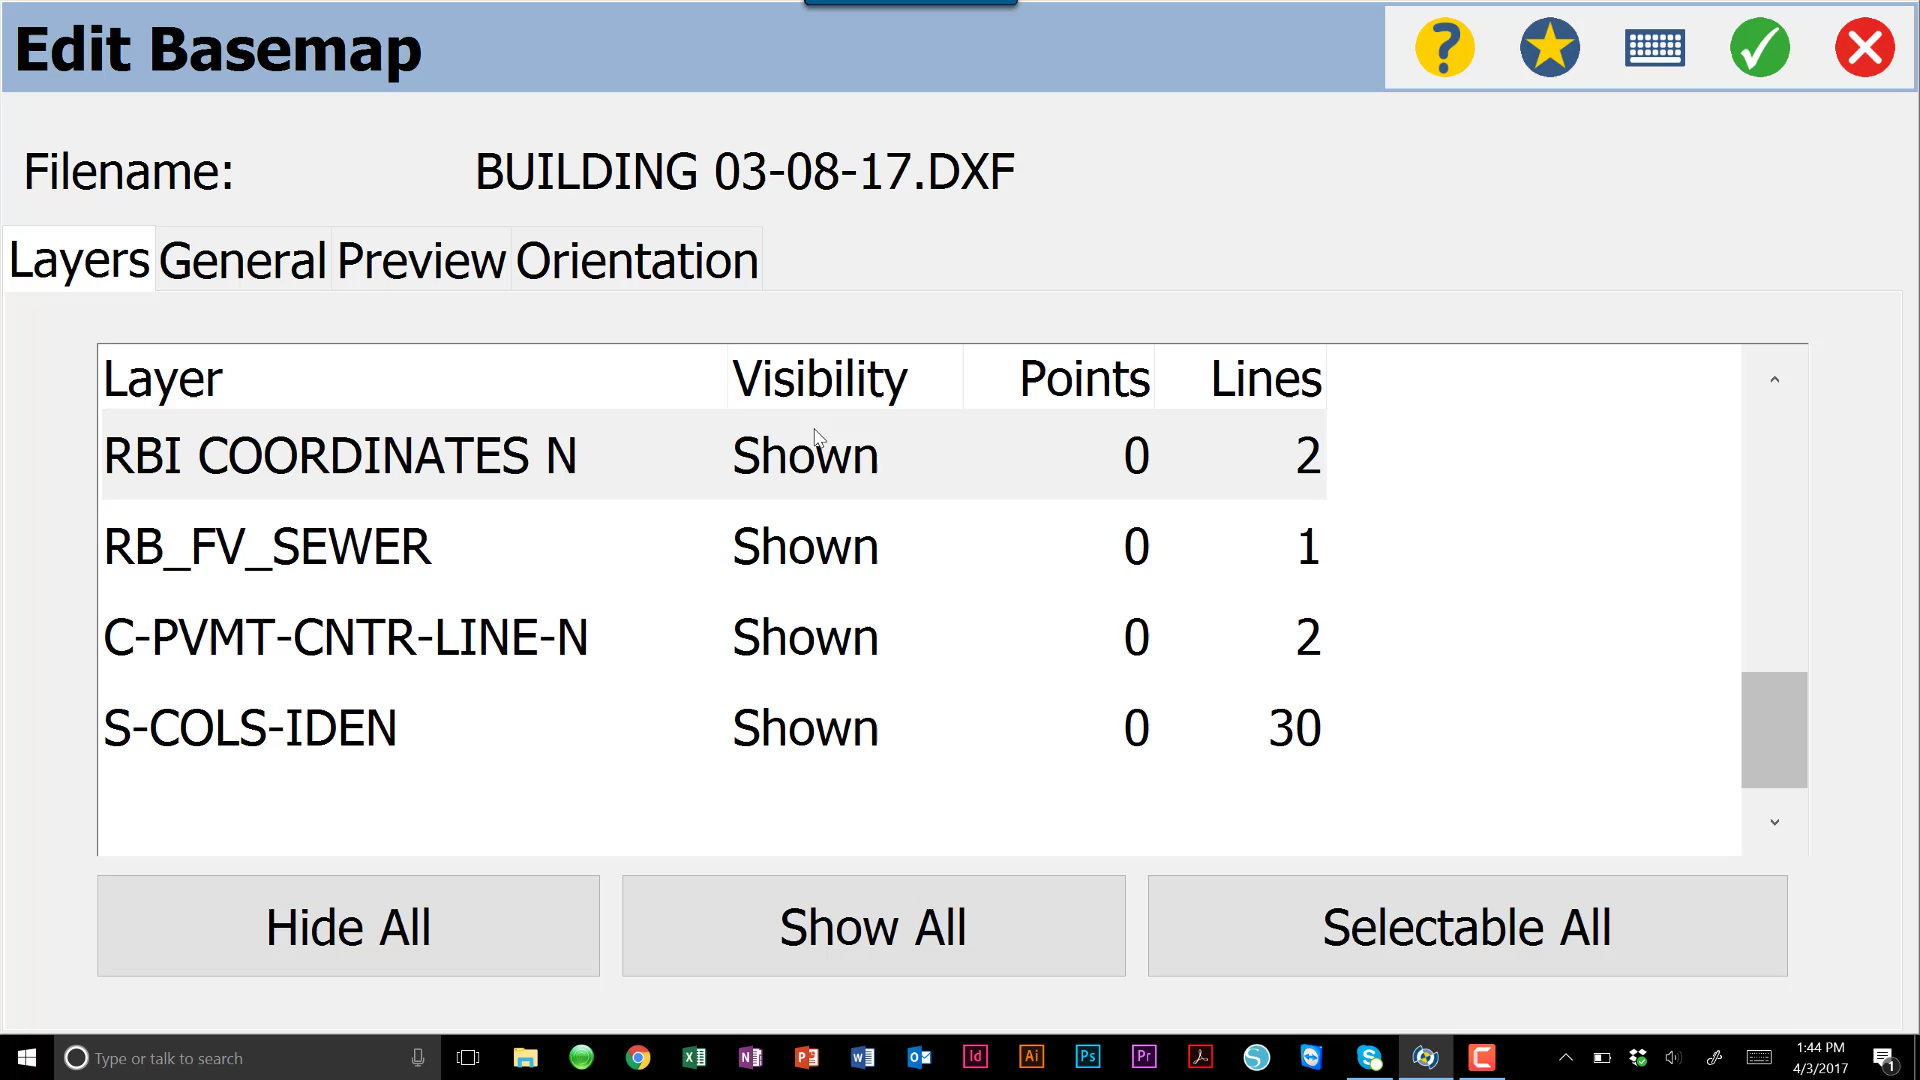 Edit Basemap
Filename: BUILDING 03-08-17.DXF
Layers General Preview Orientation
Layer Visibility Points Lines
RBI COORDINATES N Shown 0 2
RB_FV_SEWER Shown 0 1
C-PVMT-CNTR-LINE-N Shown 0 2
S-COLS-IDEN Shown 0 30
Hide All Show All Selectable All
Type or talk to search
1:44 PM
4/3/2017